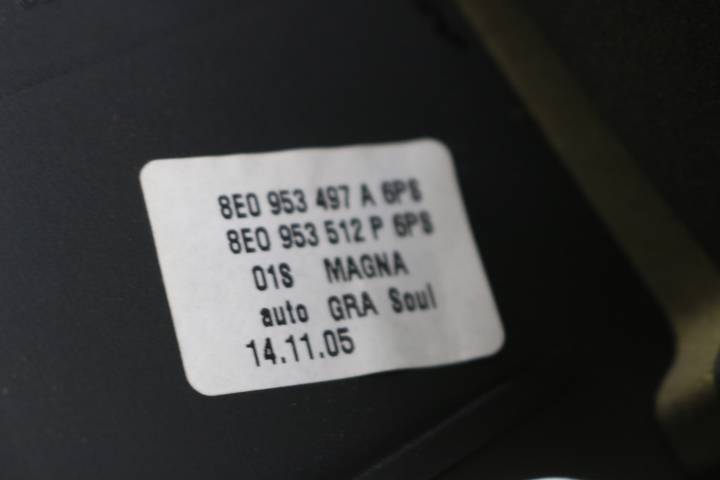 8E0 953 497 A 6PS
8E0 953 512 P 6PS
01S MAGNA
auto GRA Soul
14.11.05